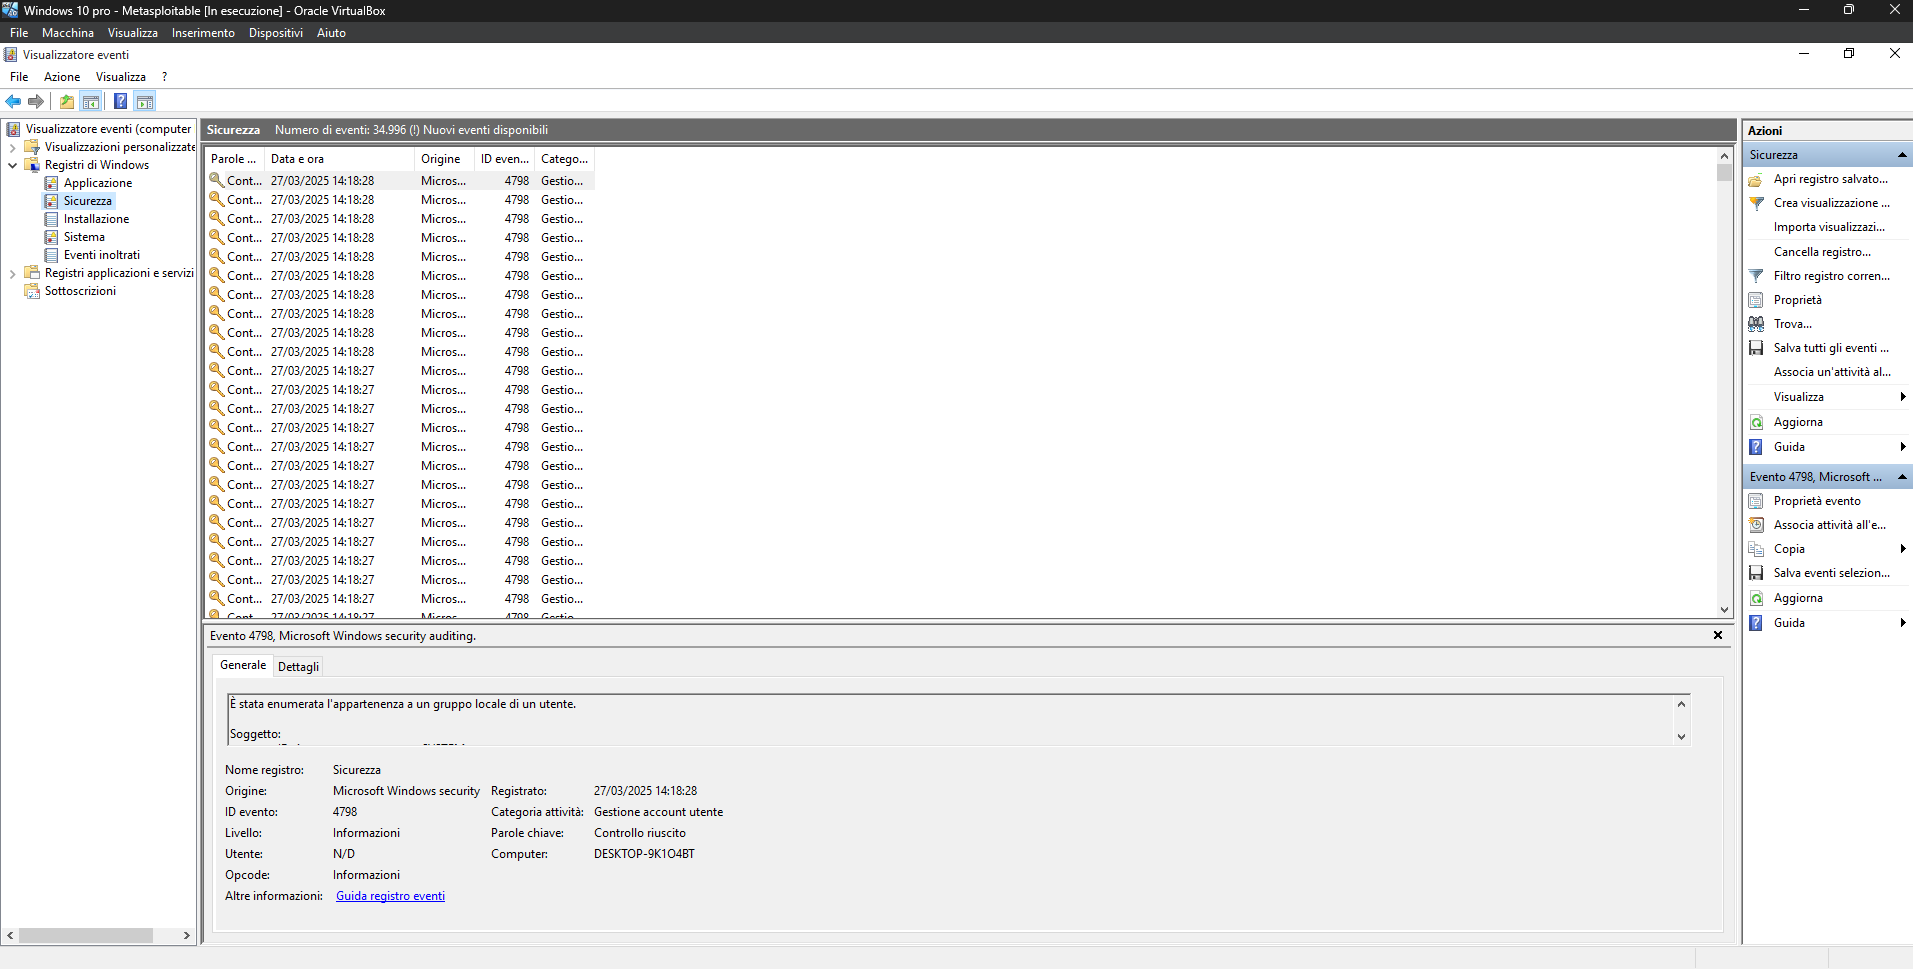 Windows 10 pro - Metasploitable [In esecuzione] - Oracle VirtualBox
File Macchina Visualizza Inserimento Dispositivi Aiuto
Visualizzatore eventi
File Azione Visualizza ?
Visualizzatore eventi (computer
Visualizzazioni personalizzate
Registri di Windows
Applicazione
Sicurezza
Installazione
Sistema
Eventi inoltrati
Registri applicazioni e servizi
Sottoscrizioni
Sicurezza Numero di eventi: 34.996 (!) Nuovi eventi disponibili
Parole ... Data e ora Origine ID even... Catego...
Cont... 27/03/2025 14:18:28 Micros... 4798 Gestio...
Cont... 27/03/2025 14:18:28 Micros... 4798 Gestio...
Cont... 27/03/2025 14:18:28 Micros... 4798 Gestio...
Cont... 27/03/2025 14:18:28 Micros... 4798 Gestio...
Cont... 27/03/2025 14:18:28 Micros... 4798 Gestio...
Cont... 27/03/2025 14:18:28 Micros... 4798 Gestio...
Cont... 27/03/2025 14:18:28 Micros... 4798 Gestio...
Cont... 27/03/2025 14:18:28 Micros... 4798 Gestio...
Cont... 27/03/2025 14:18:28 Micros... 4798 Gestio...
Cont... 27/03/2025 14:18:28 Micros... 4798 Gestio...
Cont... 27/03/2025 14:18:27 Micros... 4798 Gestio...
Cont... 27/03/2025 14:18:27 Micros... 4798 Gestio...
Cont... 27/03/2025 14:18:27 Micros... 4798 Gestio...
Cont... 27/03/2025 14:18:27 Micros... 4798 Gestio...
Cont... 27/03/2025 14:18:27 Micros... 4798 Gestio...
Cont... 27/03/2025 14:18:27 Micros... 4798 Gestio...
Cont... 27/03/2025 14:18:27 Micros... 4798 Gestio...
Cont... 27/03/2025 14:18:27 Micros... 4798 Gestio...
Cont... 27/03/2025 14:18:27 Micros... 4798 Gestio...
Cont... 27/03/2025 14:18:27 Micros... 4798 Gestio...
Cont... 27/03/2025 14:18:27 Micros... 4798 Gestio...
Cont... 27/03/2025 14:18:27 Micros... 4798 Gestio...
Cont... 27/03/2025 14:18:27 Micros... 4798 Gestio...
Cont... 27/03/2025 14:18:27 Micros... 4798 Gestio...
Evento 4798, Microsoft Windows security auditing.
Generale Dettagli
È stata enumerata l'appartenenza a un gruppo locale di un utente.
Soggetto:
Nome registro: Sicurezza
Origine: Microsoft Windows security Registrato: 27/03/2025 14:18:28
ID evento: 4798 Categoria attività: Gestione account utente
Livello: Informazioni Parole chiave: Controllo riuscito
Utente: N/D Computer: DESKTOP-9K1O4BT
Opcode: Informazioni
Altre informazioni: Guida registro eventi
Azioni
Sicurezza
Apri registro salvato...
Crea visualizzazione ...
Importa visualizzazi...
Cancella registro...
Filtro registro corren...
Proprietà
Trova...
Salva tutti gli eventi ...
Associa un'attività al...
Visualizza
Aggiorna
Guida
Evento 4798, Microsoft ...
Proprietà evento
Associa attività all'e...
Copia
Salva eventi selezion...
Aggiorna
Guida